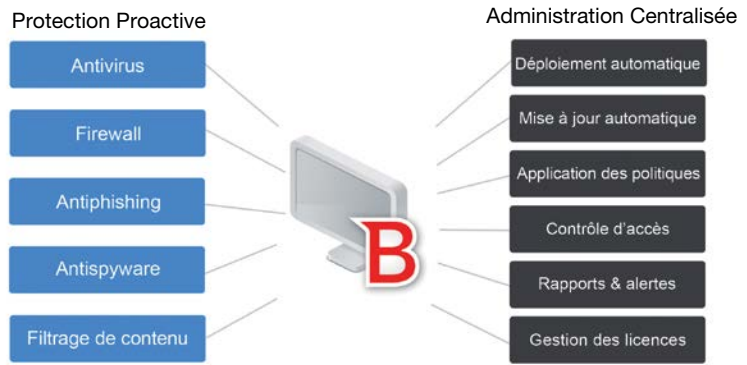 Protection Proactive
Antivirus
Firewall
Antiphishing
Antispyware
Filtrage de contenu
B
Administration Centralisée
Déploiement automatique
Mise à jour automatique
Application des politiques
Contrôle d'accès
Rapports & alertes
Gestion des licences